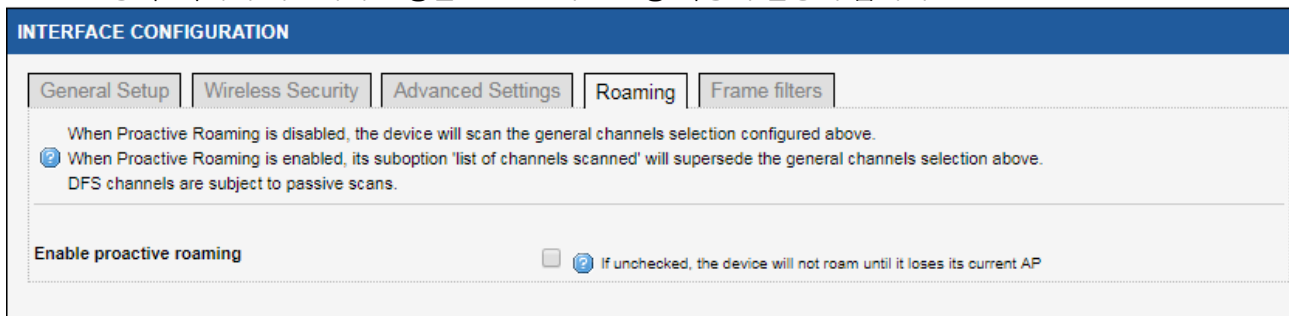 INTERFACE CONFIGURATION
General Setup Wireless Security Advanced Settings Roaming Frame filters
When Proactive Roaming is disabled, the device will scan the general channels selection configured above.
When Proactive Roaming is enabled, its suboption 'list of channels scanned' will supersede the general channels selection above.
DFS channels are subject to passive scans.
Enable proactive roaming If unchecked, the device will not roam until it loses its current AP